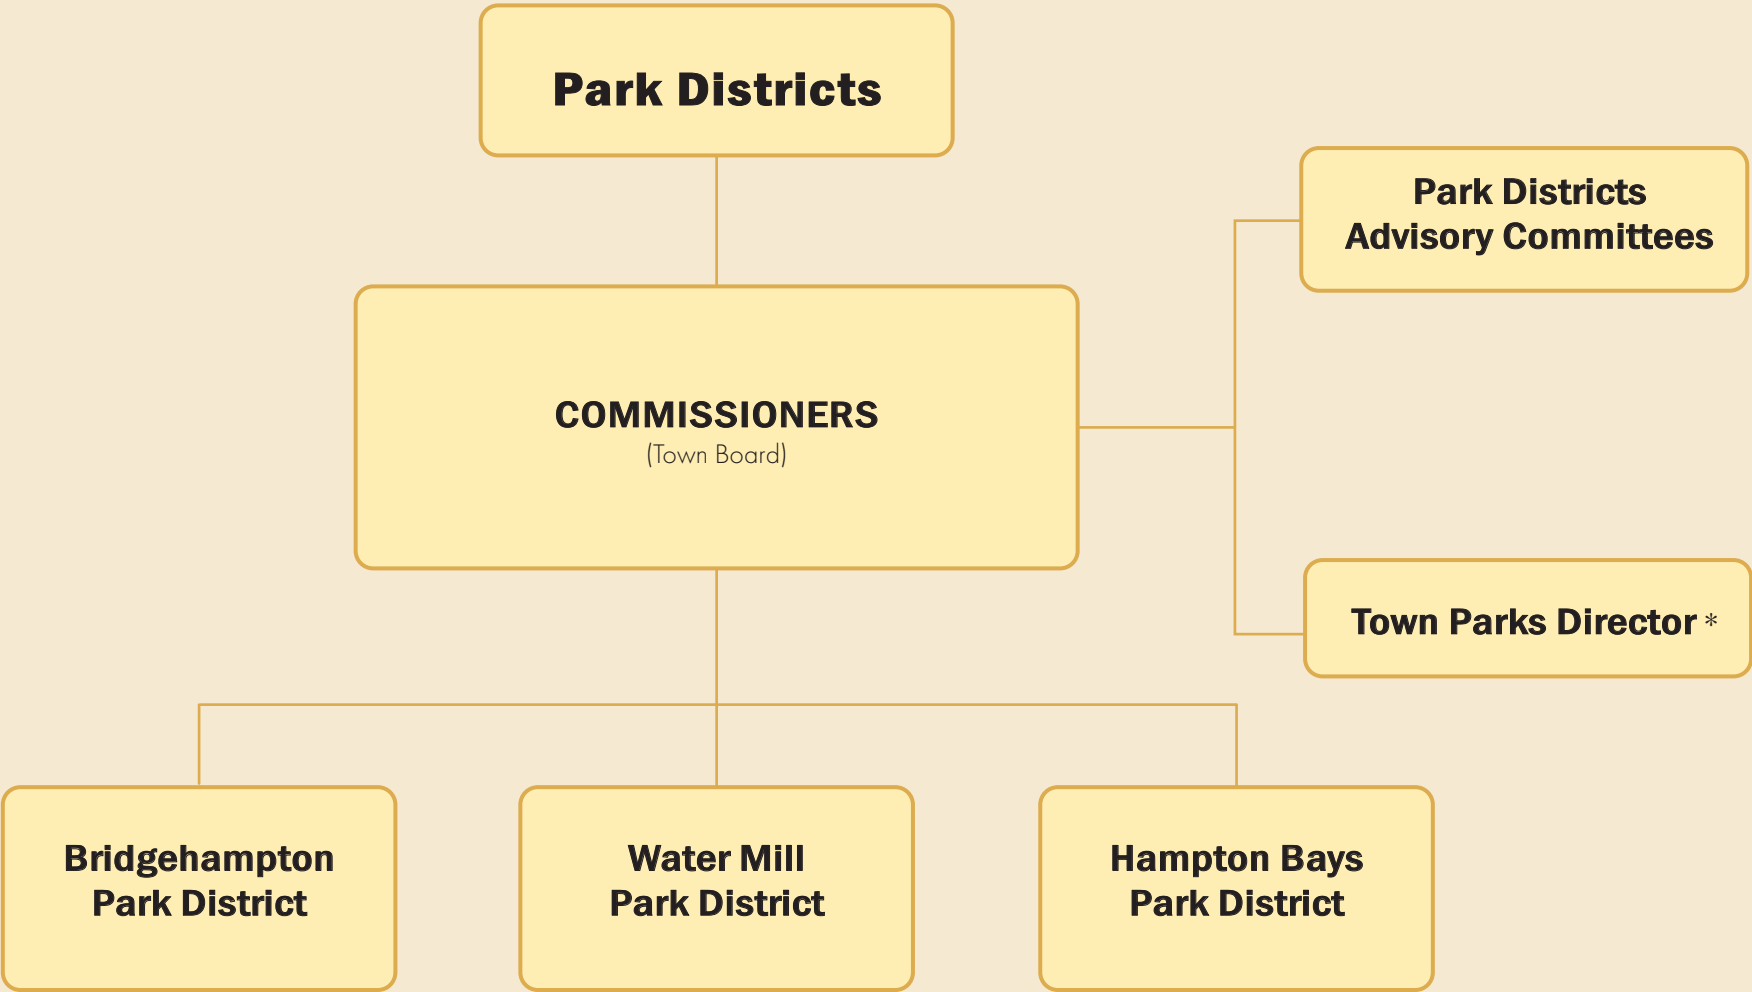 Park Districts
Park Districts
Advisory Committees
COMMISSIONERS
(Town Board)
Town Parks Director *
Bridgehampton
Park District
Water Mill
Park District
Hampton Bays
Park District